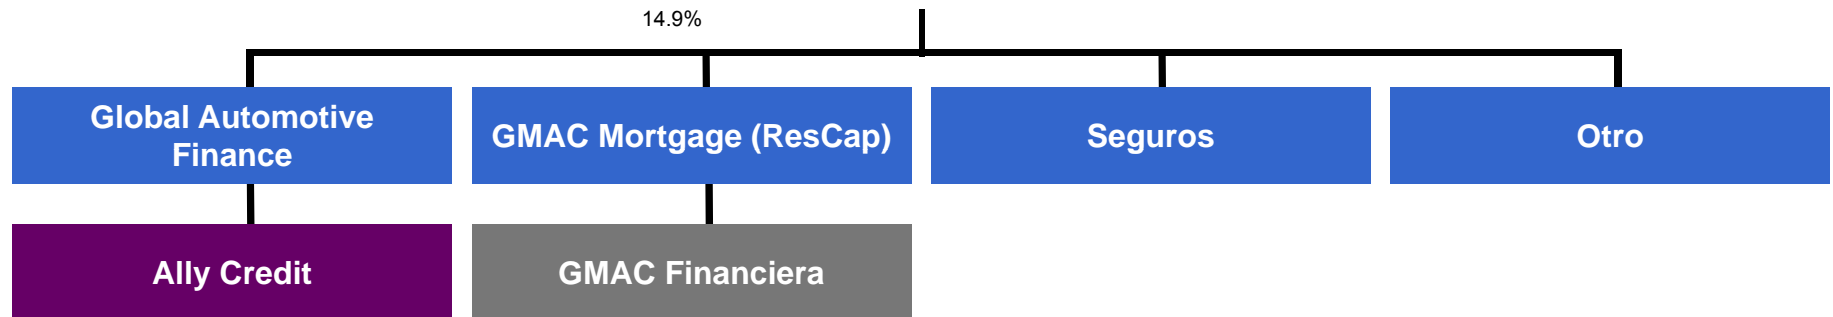 14.9%
Global Automotive
Finance
GMAC Mortgage (ResCap)
Seguros
Otro
Ally Credit
GMAC Financiera